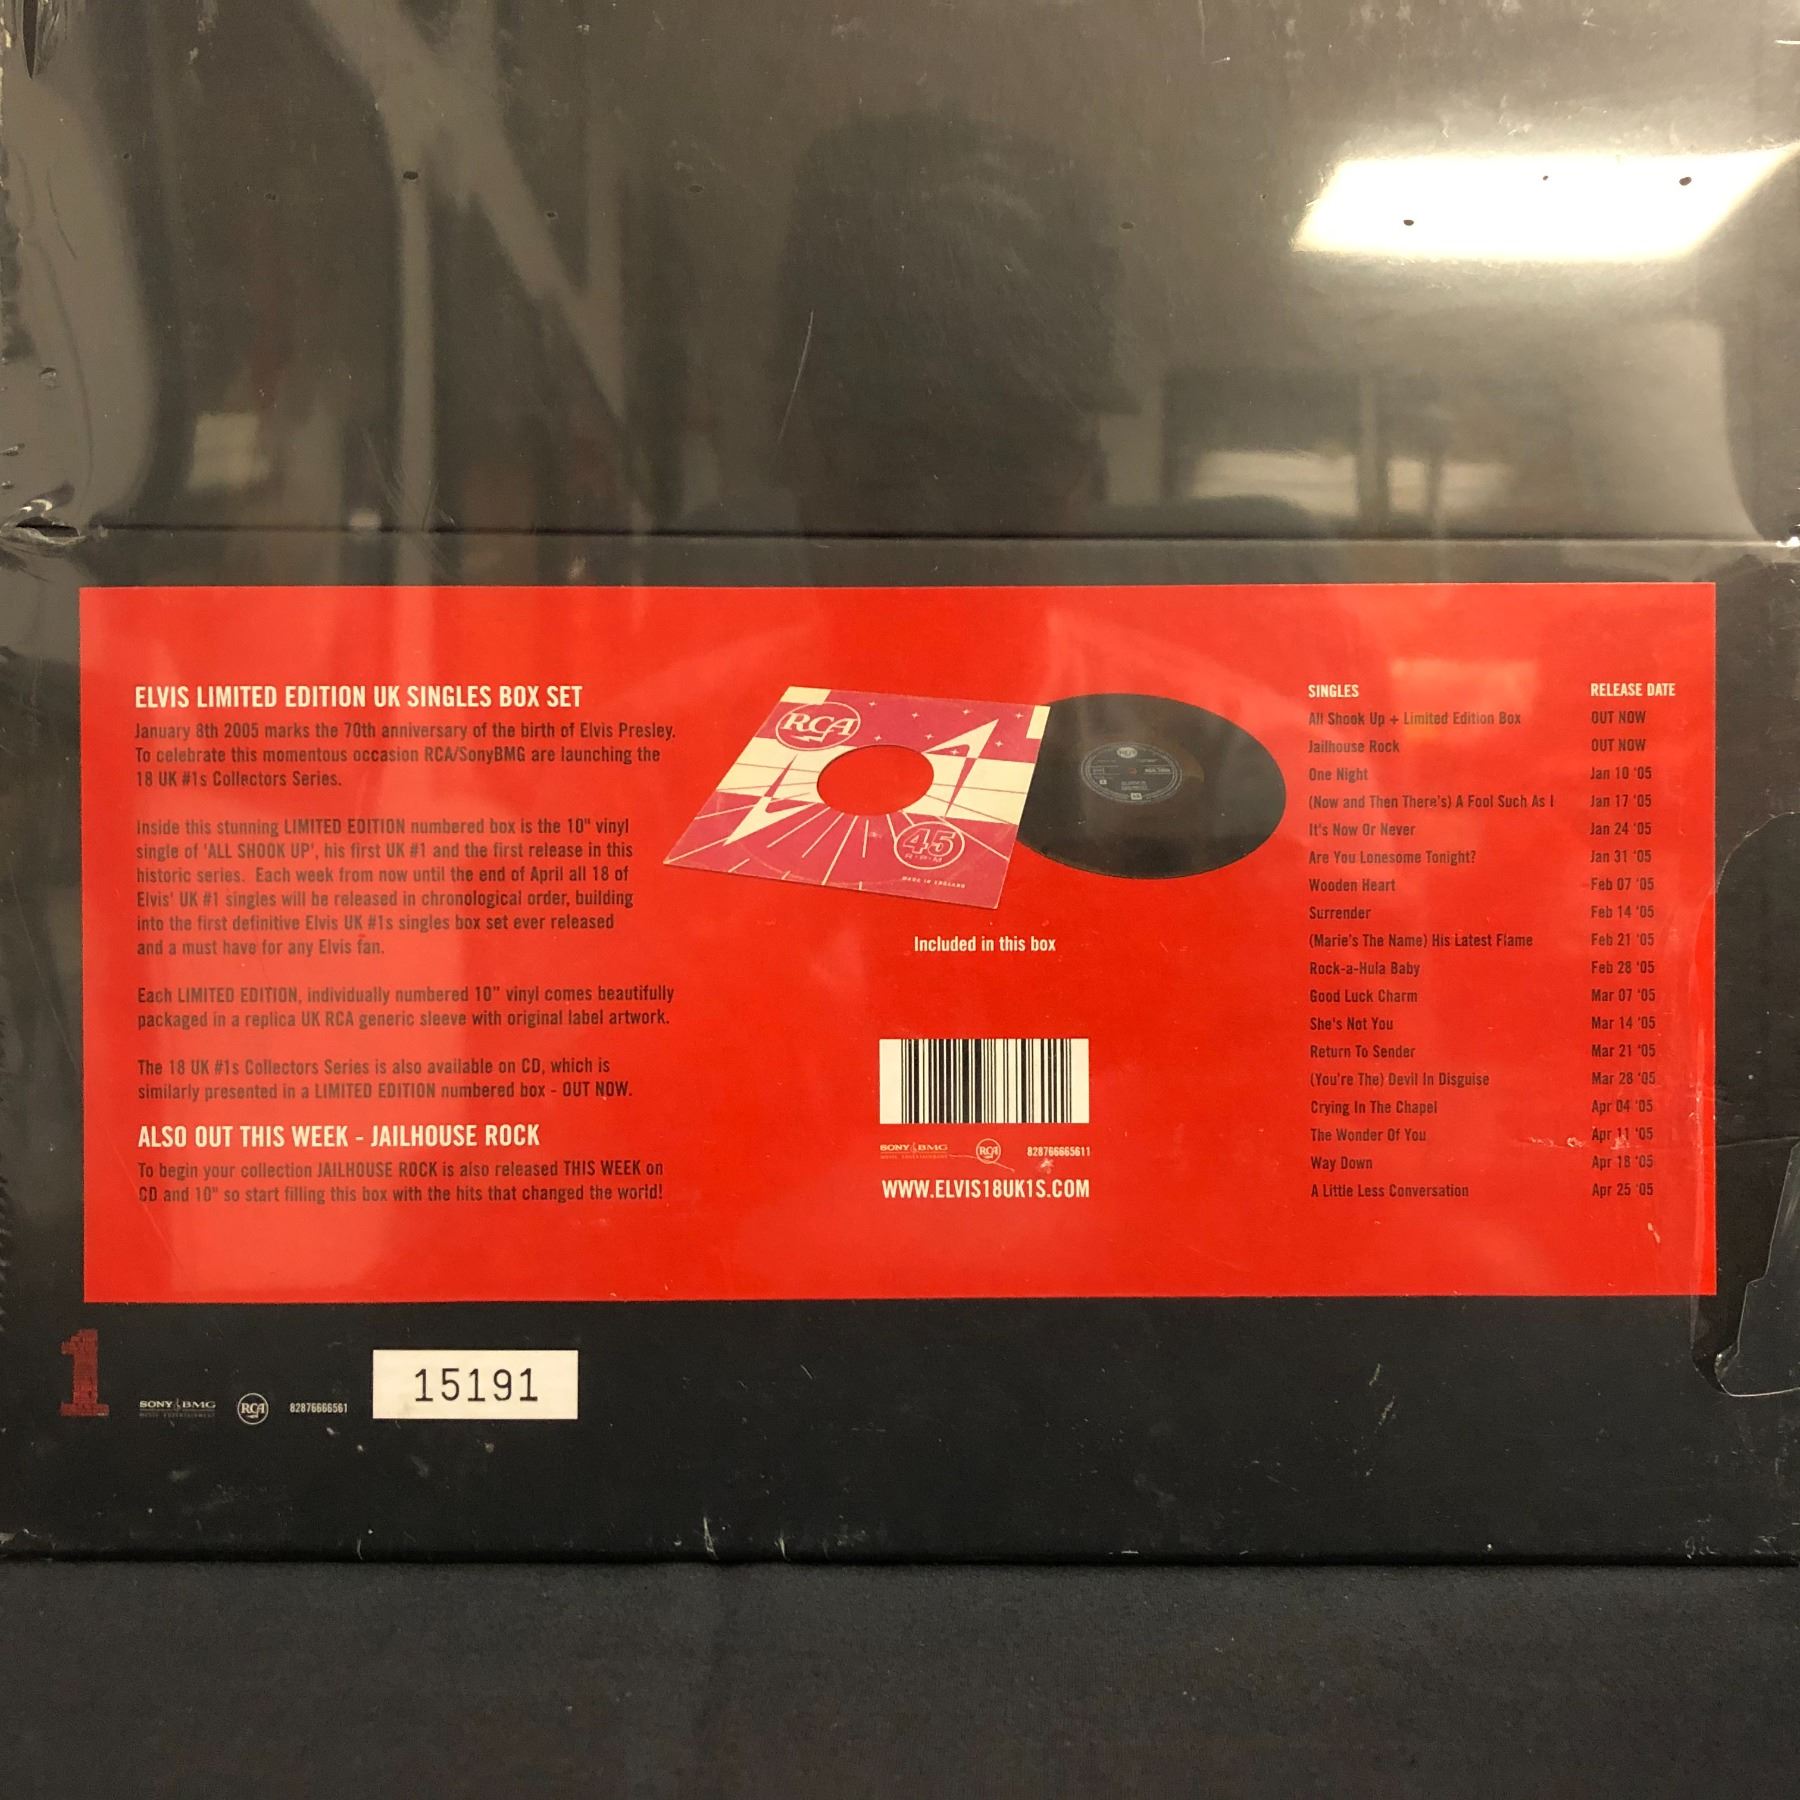 ELVIS LIMITED EDITION UK SINGLES BOX SET
January 8th 2005 marks the 70th anniversary of the birth of Elvis Presley.
To celebrate this momentous occasion RCA/SonyBMG are launching the
18 UK #1s Collectors Series.
Inside this stunning LIMITED EDITION numbered box is the 10" vinyl
single of 'ALL SHOOK UP', his first UK #1 and the first release in this
historic series. Each week from now until the end of April all 18 of
Elvis' UK #1 singles will be released in chronological order, building
into the first definitive Elvis UK #1s singles box set ever released
and a must have for any Elvis fan.
Each LIMITED EDITION, individually numbered 10" vinyl comes beautifully
packaged in a replica UK RCA generic sleeve with original label artwork.
The 18 UK #1s Collectors Series is also available on CD, which is
similarly presented in a LIMITED EDITION numbered box - OUT NOW.
ALSO OUT THIS WEEK - JAILHOUSE ROCK
To begin your collection JAILHOUSE ROCK is also released THIS WEEK on
CD and 10" so start filling this box with the hits that changed the world!
RCA
45
R·P·M
MADE IN ENGLAND
Included in this box
SONY BMG
MUSIC ENTERTAINMENT
RCA
828766665611
WWW.ELVIS18UK1S.COM
SINGLES RELEASE DATE
All Shook Up + Limited Edition Box OUT NOW
Jailhouse Rock OUT NOW
One Night Jan 10 '05
(Now and Then There's) A Fool Such As I Jan 17 '05
It's Now Or Never Jan 24 '05
Are You Lonesome Tonight? Jan 31 '05
Wooden Heart Feb 07 '05
Surrender Feb 14 '05
(Marie's The Name) His Latest Flame Feb 21 '05
Rock-a-Hula Baby Feb 28 '05
Good Luck Charm Mar 07 '05
She's Not You Mar 14 '05
Return To Sender Mar 21 '05
(You're The) Devil In Disguise Mar 28 '05
Crying In The Chapel Apr 04 '05
The Wonder Of You Apr 11 '05
Way Down Apr 18 '05
A Little Less Conversation Apr 25 '05
1
SONY BMG
MUSIC ENTERTAINMENT
RCA
82876666561
15191